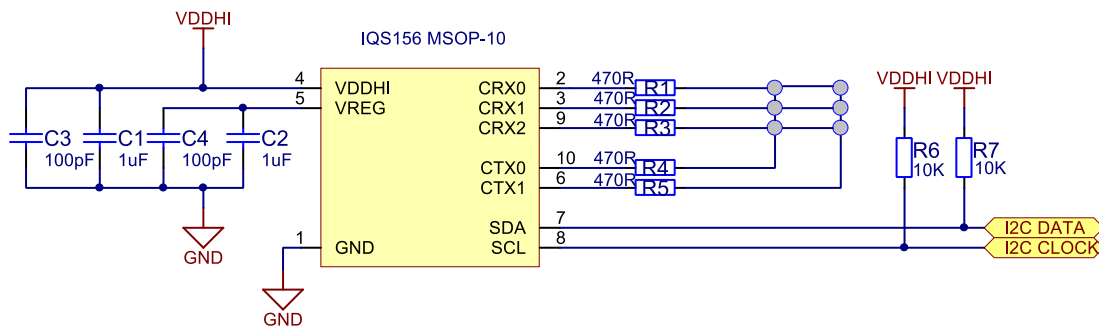 VDDHI
IQS156 MSOP-10
4 VDDHI CRX0 2 470R R1 VDDHI VDDHI
5 VREG CRX1 3 470R R2
CRX2 9 470R R3
C3 C1 C4 C2
100pF 1uF 100pF 1uF
R6 R7
10K 10K
CTX0 10 470R R4
CTX1 6 470R R5
SDA 7 I2C DATA
1 GND SCL 8 I2C CLOCK
GND
GND